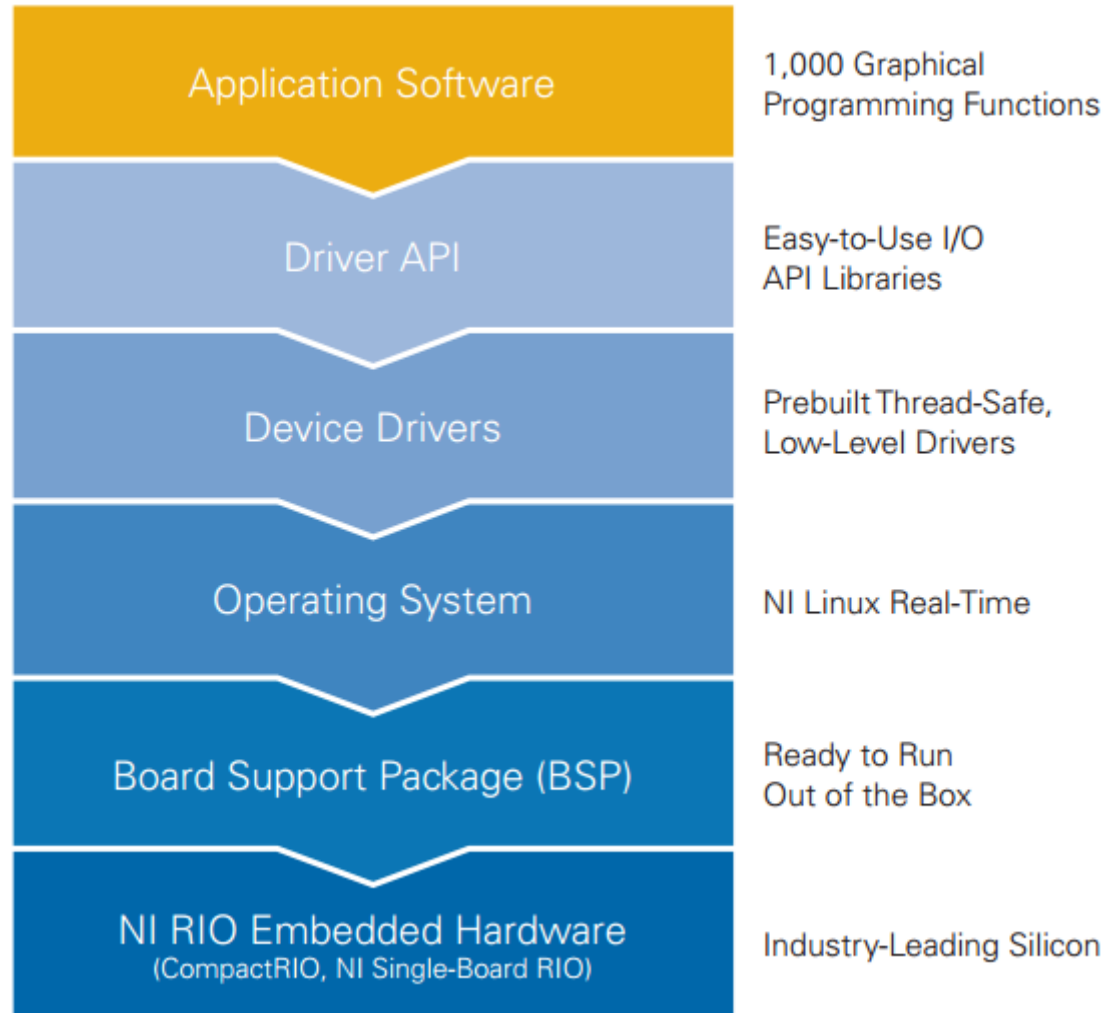 Application Software
1,000 Graphical
Programming Functions
Driver API
Easy-to-Use I/O
API Libraries
Device Drivers
Prebuilt Thread-Safe,
Low-Level Drivers
Operating System
NI Linux Real-Time
Board Support Package (BSP)
Ready to Run
Out of the Box
NI RIO Embedded Hardware
(CompactRIO, NI Single-Board RIO)
Industry-Leading Silicon